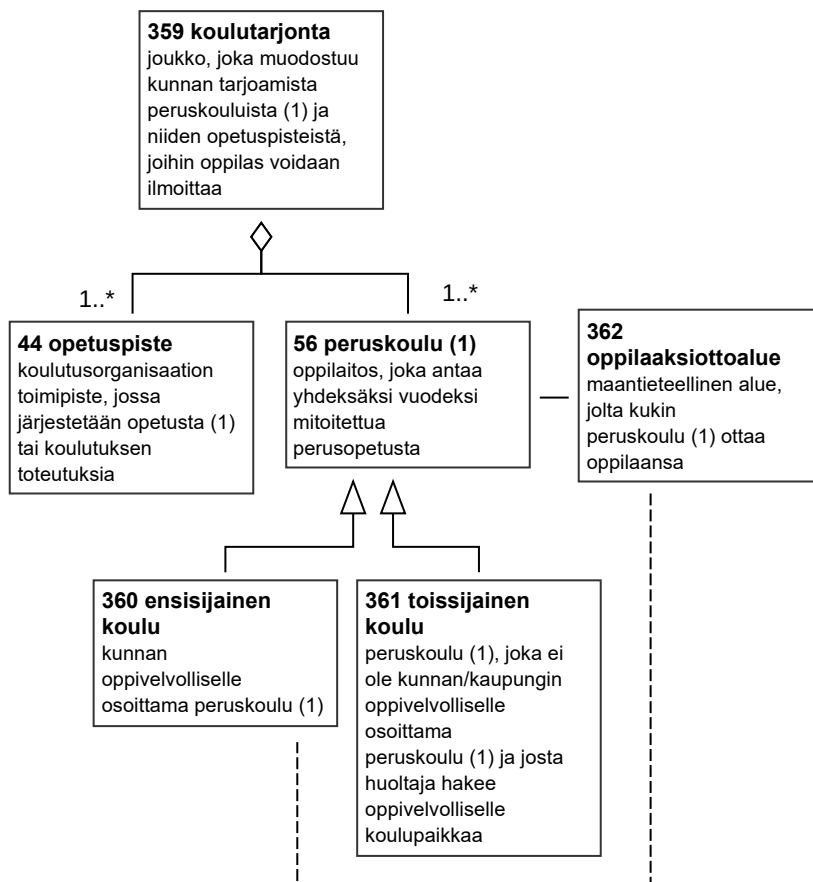 359 koulutarjonta
joukko, joka muodostuu
kunnan tarjoamista
peruskouluista (1) ja
niiden opetuspisteistä,
joihin oppilas voidaan
ilmoittaa
1..*
1..*
44 opetuspiste
koulutusorganisaation
toimipiste, jossa
järjestetään opetusta (1)
tai koulutuksen
toteutuksia
56 peruskoulu (1)
oppilaitos, joka antaa
yhdeksäksi vuodeksi
mitoitettua
perusopetusta
362
oppilaaksiottoalue
maantieteellinen alue,
jolta kukin
peruskoulu (1) ottaa
oppilaansa
360 ensisijainen
koulu
kunnan
oppivelvolliselle
osoittama peruskoulu (1)
361 toissijainen
koulu
peruskoulu (1), joka ei
ole kunnan/kaupungin
oppivelvolliselle
osoittama
peruskoulu (1) ja josta
huoltaja hakee
oppivelvolliselle
koulupaikkaa